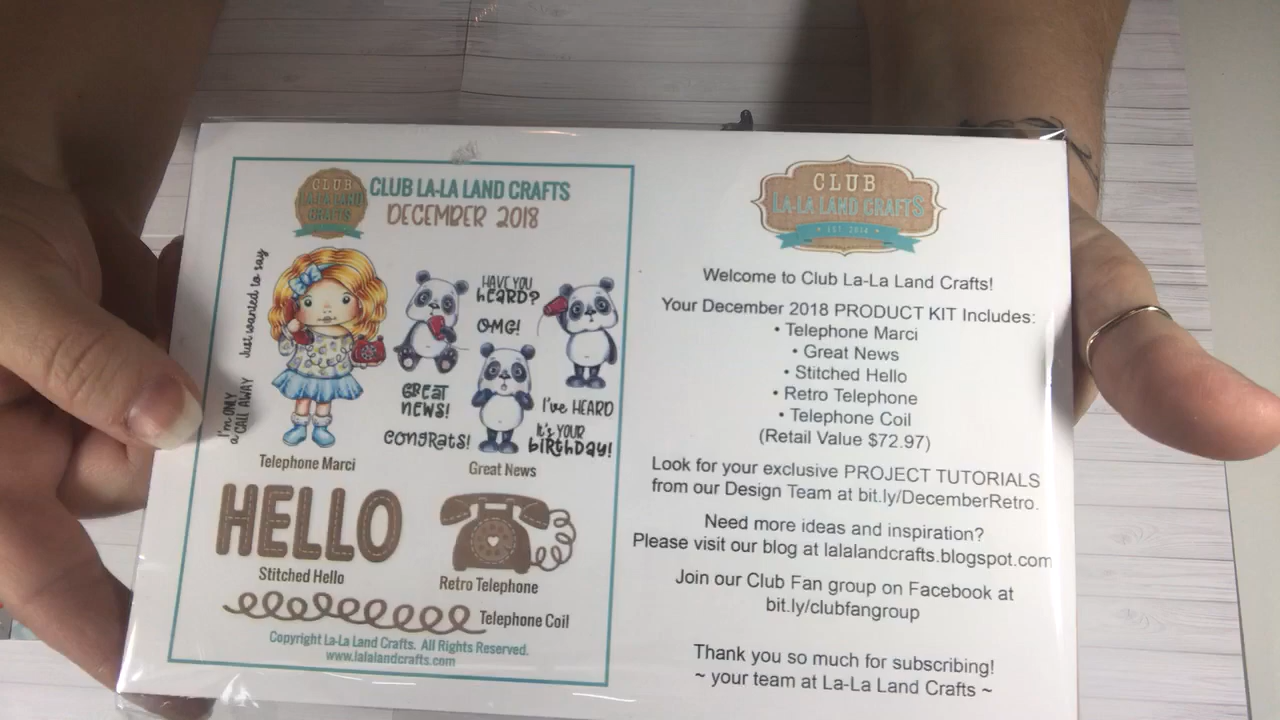 CLUB
LA-LA LAND
CRAFTS
CLUB LA-LA LAND CRAFTS
DECEMBER 2018
Just wanted to say
I'm ONLY
a CALL AWAY
HAVE YOU
hEARD?
OMG!
GREAT
NEWS!
CONGRATS!
I'VE HEARD
It's YOUR
biRthDay!
Telephone Marci
Great News
HELLO
Stitched Hello
Retro Telephone
Telephone Coil
Copyright La-La Land Crafts. All Rights Reserved.
www.lalalandcrafts.com
CLUB
LA-LA LAND CRAFTS
EST. 2014
Welcome to Club La-La Land Crafts!
Your December 2018 PRODUCT KIT Includes:
• Telephone Marci
• Great News
• Stitched Hello
• Retro Telephone
• Telephone Coil
(Retail Value $72.97)
Look for your exclusive PROJECT TUTORIALS
from our Design Team at bit.ly/DecemberRetro.
Need more ideas and inspiration?
Please visit our blog at lalalandcrafts.blogspot.com
Join our Club Fan group on Facebook at
bit.ly/clubfangroup
Thank you so much for subscribing!
~ your team at La-La Land Crafts ~